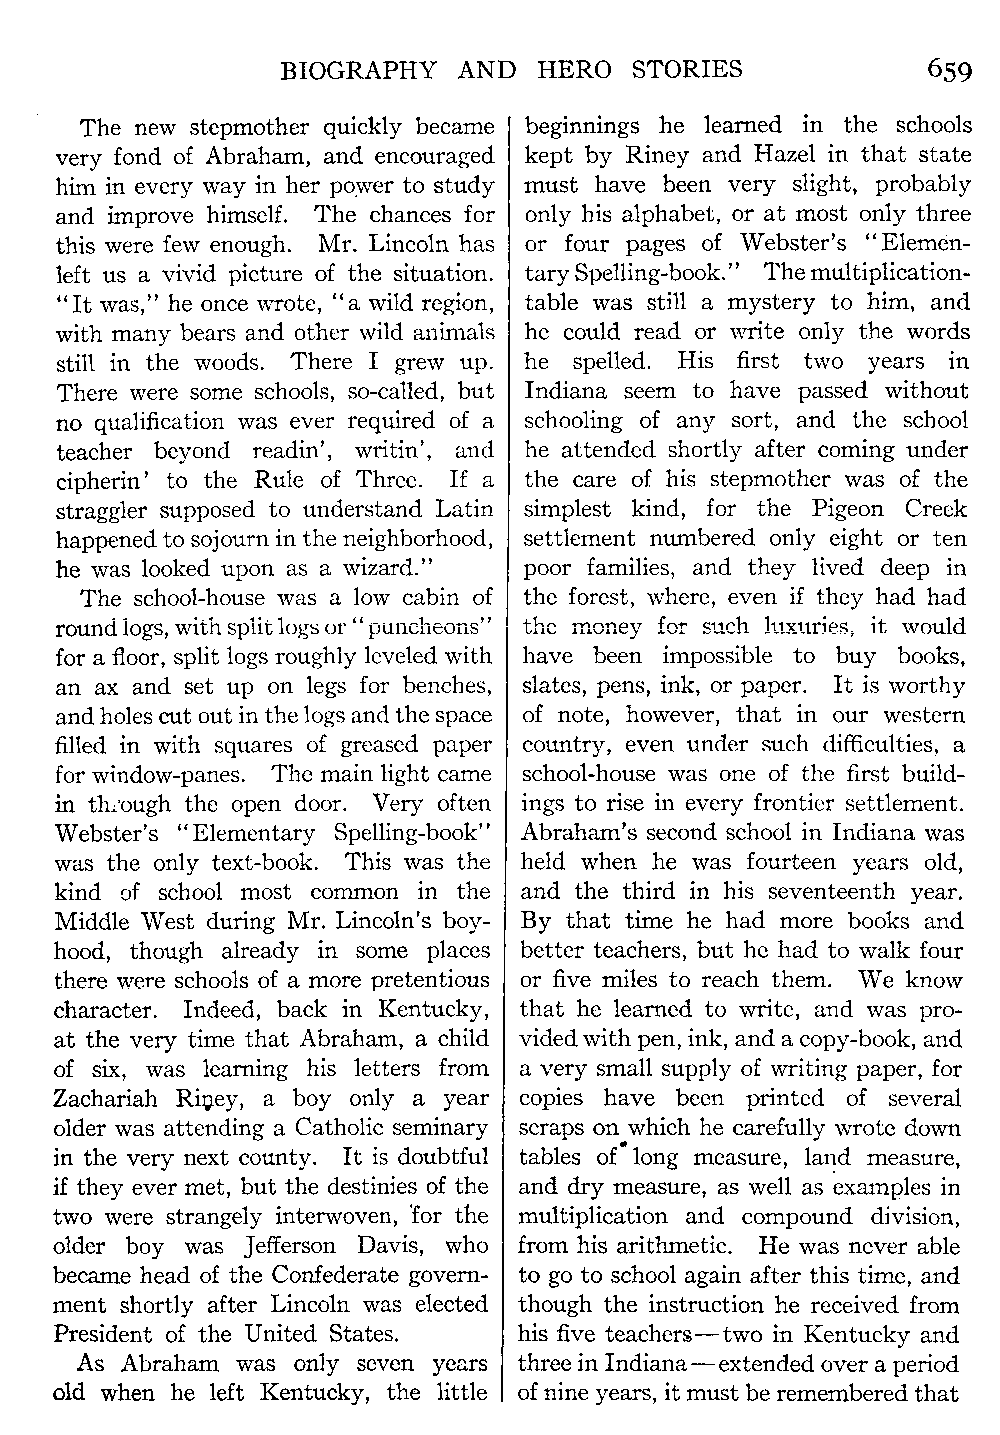 BIOGRAPHY AND HERO STORIES 659
The new stepmother quickly became
very fond of Abraham, and encouraged
him in every way in her power to study
and improve himself. The chances for
this were few enough. Mr. Lincoln has
left us a vivid picture of the situation.
"It was," he once wrote, "a wild region,
with many bears and other wild animals
still in the woods. There I grew up.
There were some schools, so-called, but
no qualification was ever required of a
teacher beyond readin', writin', and
cipherin' to the Rule of Three. If a
straggler supposed to understand Latin
happened to sojourn in the neighborhood,
he was looked upon as a wizard."
The school-house was a low cabin of
round logs, with split logs or "puncheons"
for a floor, split logs roughly leveled with
an ax and set up on legs for benches,
and holes cut out in the logs and the space
filled in with squares of greased paper
for window-panes. The main light came
in through the open door. Very often
Webster's "Elementary Spelling-book"
was the only text-book. This was the
kind of school most common in the
Middle West during Mr. Lincoln's boy-
hood, though already in some places
there were schools of a more pretentious
character. Indeed, back in Kentucky,
at the very time that Abraham, a child
of six, was learning his letters from
Zachariah Riney, a boy only a year
older was attending a Catholic seminary
in the very next county. It is doubtful
if they ever met, but the destinies of the
two were strangely interwoven, for the
older boy was Jefferson Davis, who
became head of the Confederate govern-
ment shortly after Lincoln was elected
President of the United States.
As Abraham was only seven years
old when he left Kentucky, the little
beginnings he learned in the schools
kept by Riney and Hazel in that state
must have been very slight, probably
only his alphabet, or at most only three
or four pages of Webster's "Elemen-
tary Spelling-book." The multiplication-
table was still a mystery to him, and
he could read or write only the words
he spelled. His first two years in
Indiana seem to have passed without
schooling of any sort, and the school
he attended shortly after coming under
the care of his stepmother was of the
simplest kind, for the Pigeon Creek
settlement numbered only eight or ten
poor families, and they lived deep in
the forest, where, even if they had had
the money for such luxuries, it would
have been impossible to buy books,
slates, pens, ink, or paper. It is worthy
of note, however, that in our western
country, even under such difficulties, a
school-house was one of the first build-
ings to rise in every frontier settlement.
Abraham's second school in Indiana was
held when he was fourteen years old,
and the third in his seventeenth year.
By that time he had more books and
better teachers, but he had to walk four
or five miles to reach them. We know
that he learned to write, and was pro-
vided with pen, ink, and a copy-book, and
a very small supply of writing paper, for
copies have been printed of several
scraps on which he carefully wrote down
tables of long measure, land measure,
and dry measure, as well as examples in
multiplication and compound division,
from his arithmetic. He was never able
to go to school again after this time, and
though the instruction he received from
his five teachers—two in Kentucky and
three in Indiana—extended over a period
of nine years, it must be remembered that